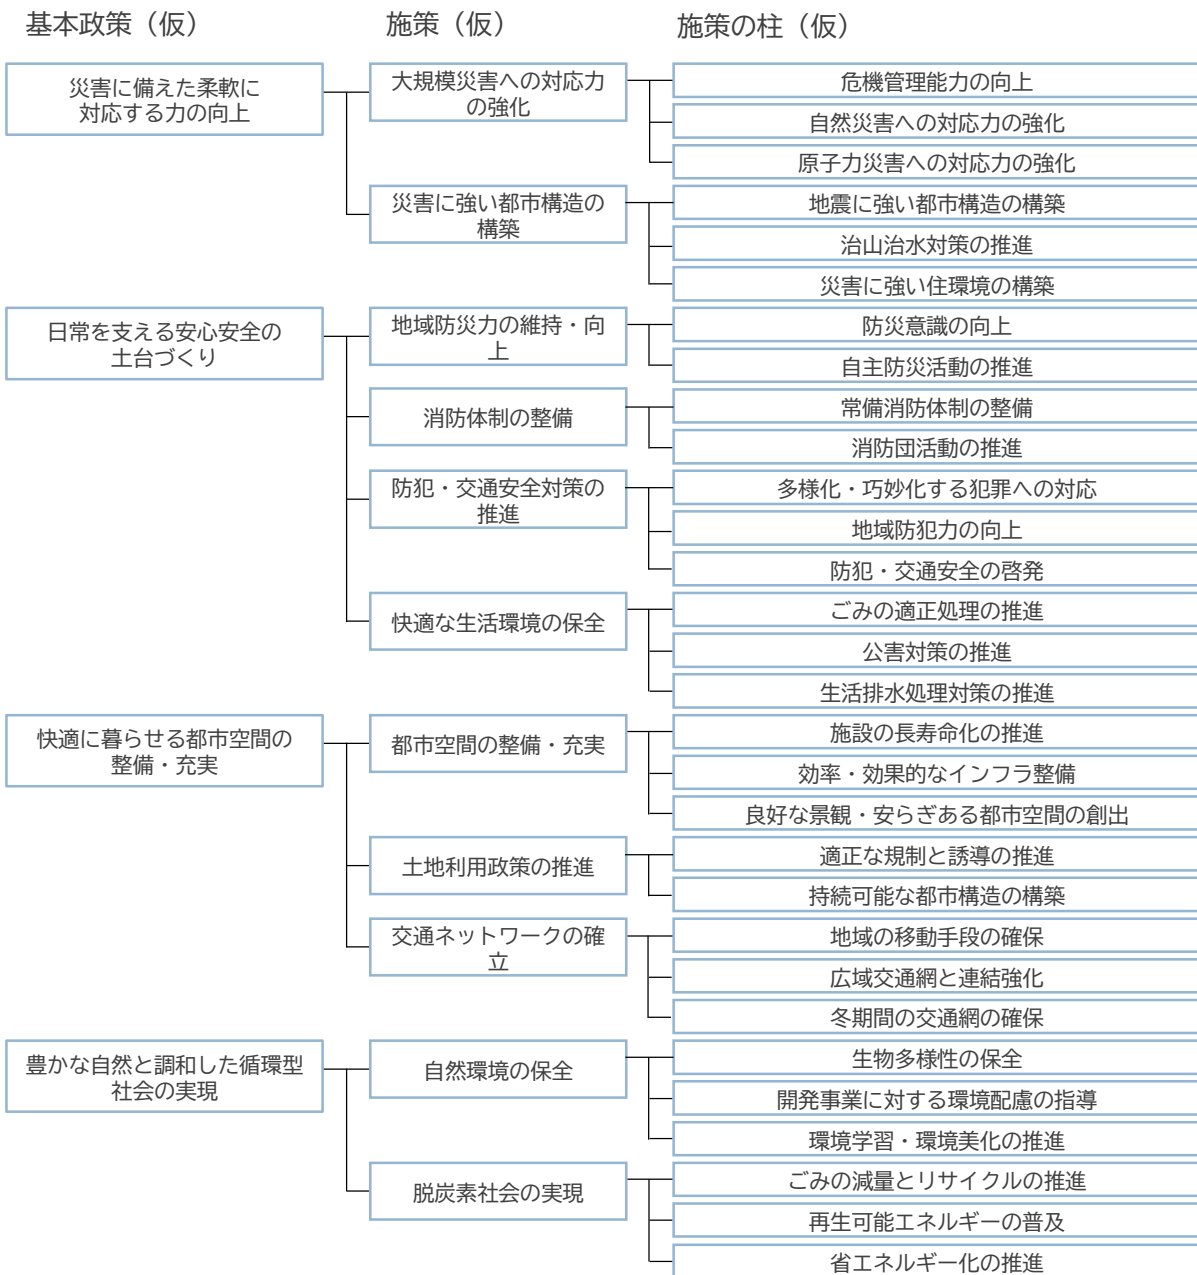 基本政策（仮）
施策（仮）
施策の柱（仮）
災害に備えた柔軟に
対応する力の向上
大規模災害への対応力
の強化
危機管理能力の向上
自然災害への対応力の強化
原子力災害への対応力の強化
災害に強い都市構造の
構築
地震に強い都市構造の構築
治山治水対策の推進
災害に強い住環境の構築
日常を支える安心安全の
土台づくり
地域防災力の維持・向
上
防災意識の向上
自主防災活動の推進
消防体制の整備
常備消防体制の整備
消防団活動の推進
防犯・交通安全対策の
推進
多様化・巧妙化する犯罪への対応
地域防犯力の向上
防犯・交通安全の啓発
快適な生活環境の保全
ごみの適正処理の推進
公害対策の推進
生活排水処理対策の推進
快適に暮らせる都市空間の
整備・充実
都市空間の整備・充実
施設の長寿命化の推進
効率・効果的なインフラ整備
良好な景観・安らぎある都市空間の創出
土地利用政策の推進
適正な規制と誘導の推進
持続可能な都市構造の構築
交通ネットワークの確
立
地域の移動手段の確保
広域交通網と連結強化
冬期間の交通網の確保
豊かな自然と調和した循環型
社会の実現
自然環境の保全
生物多様性の保全
開発事業に対する環境配慮の指導
環境学習・環境美化の推進
脱炭素社会の実現
ごみの減量とリサイクルの推進
再生可能エネルギーの普及
省エネルギー化の推進